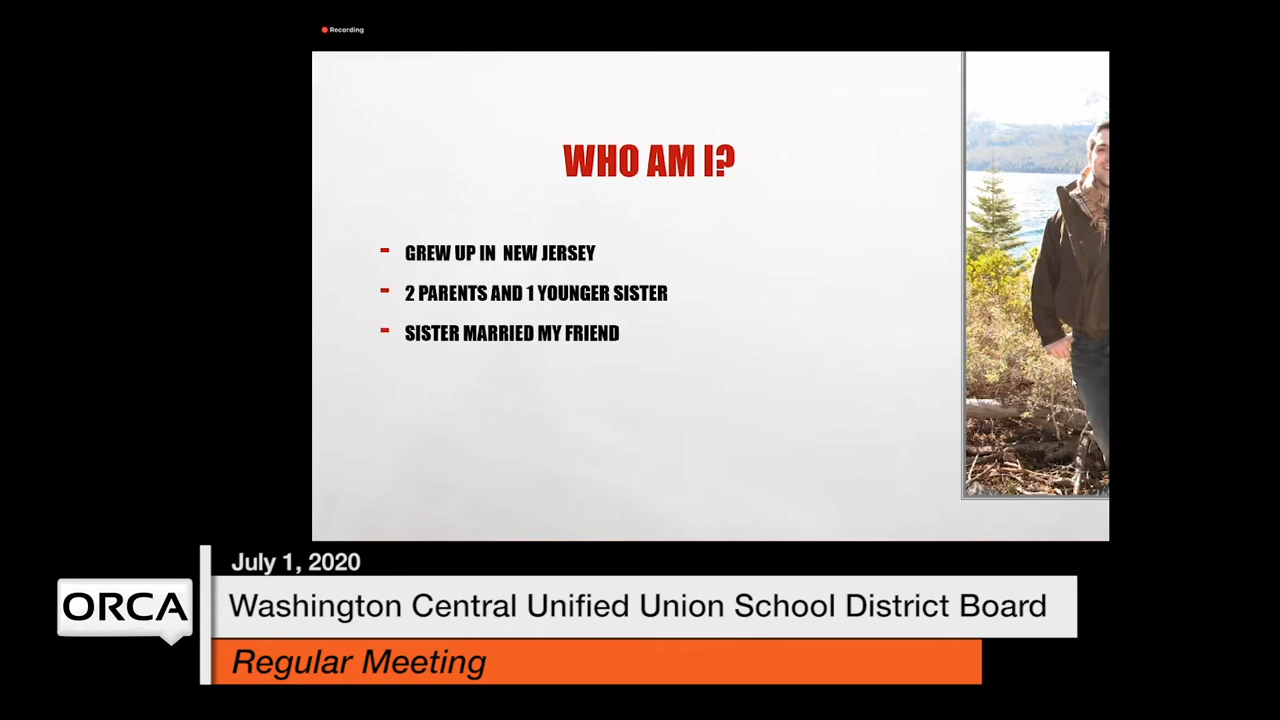 Recording
WHO AM I?
- GREW UP IN NEW JERSEY
- 2 PARENTS AND 1 YOUNGER SISTER
- SISTER MARRIED MY FRIEND
July 1, 2020
ORCA
Washington Central Unified Union School District Board
Regular Meeting